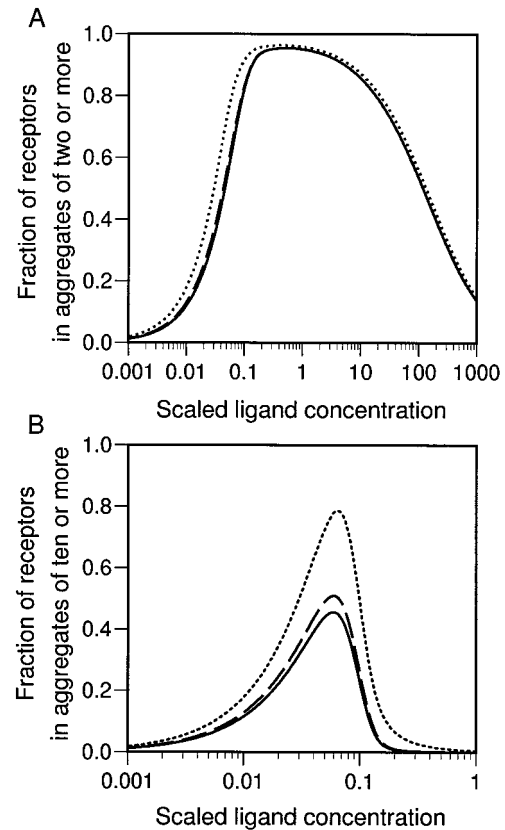 A
Fraction of receptors
in aggregates of two or more
1.0
0.8
0.6
0.4
0.2
0.0
0.001 0.01 0.1 1 10 100 1000
Scaled ligand concentration
B
Fraction of receptors
in aggregates of ten or more
1.0
0.8
0.6
0.4
0.2
0.0
0.001 0.01 0.1 1
Scaled ligand concentration